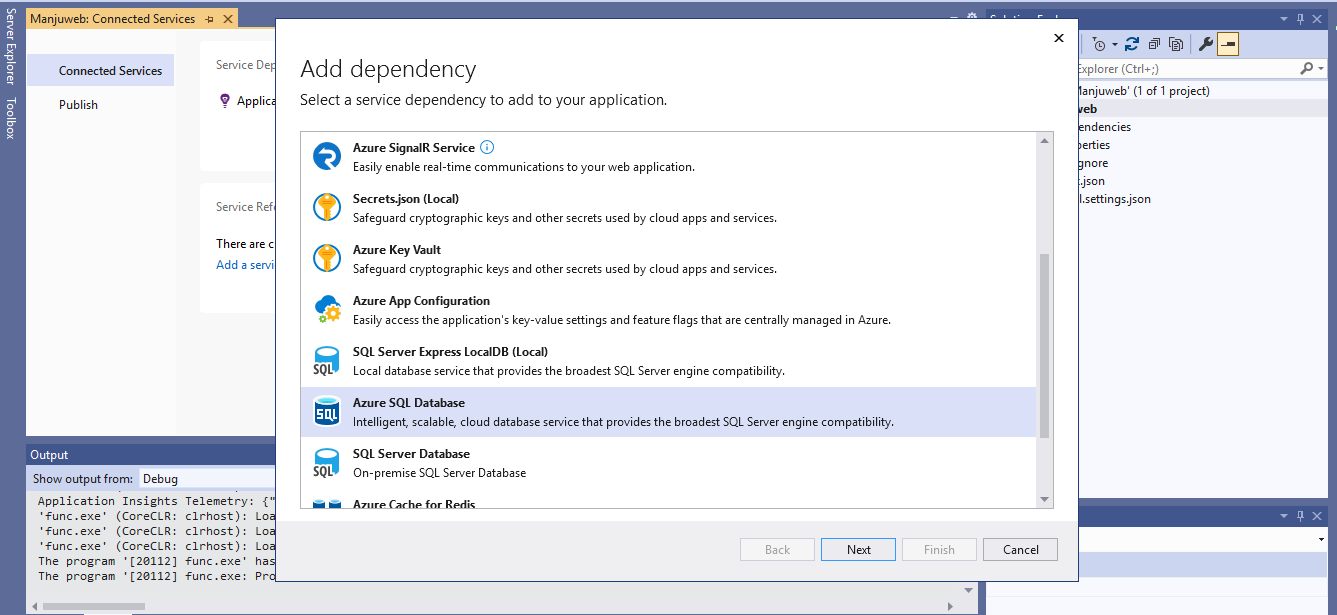 Server Explorer
Toolbox
Manjuweb: Connected Services
Connected Services
Publish
Service Dep
Applica
Service Refe
There are c
Add a servi
Add dependency
Select a service dependency to add to your application.
Azure SignalR Service
Easily enable real-time communications to your web application.
Secrets.json (Local)
Safeguard cryptographic keys and other secrets used by cloud apps and services.
Azure Key Vault
Safeguard cryptographic keys and other secrets used by cloud apps and services.
Azure App Configuration
Easily access the application's key-value settings and feature flags that are centrally managed in Azure.
SQL Server Express LocalDB (Local)
SQL
Local database service that provides the broadest SQL Server engine compatibility.
Azure SQL Database
SQL
Intelligent, scalable, cloud database service that provides the broadest SQL Server engine compatibility.
SQL Server Database
SQL
On-premise SQL Server Database
Azure Cache for Redis
Back
Next
Finish
Cancel
Explorer (Ctrl+;)
Manjuweb' (1 of 1 project)
web
endencies
perties
gnore
t.json
l.settings.json
Output
Show output from:
Debug
Application Insights Telemetry: {"
'func.exe' (CoreCLR: clrhost): Loa
'func.exe' (CoreCLR: clrhost): Loa
'func.exe' (CoreCLR: clrhost): Loa
The program '[20112] func.exe' has
The program '[20112] func.exe: Pro